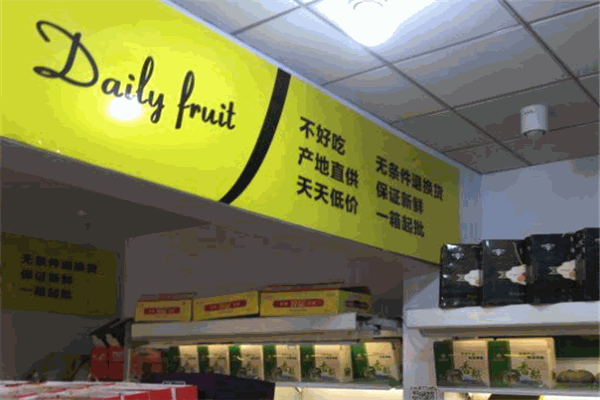 Daily fruit
不好吃 无条件退换货
产地直供 保证新鲜
天天低价 一箱起批
无条件退换货
保证新鲜
一箱起批